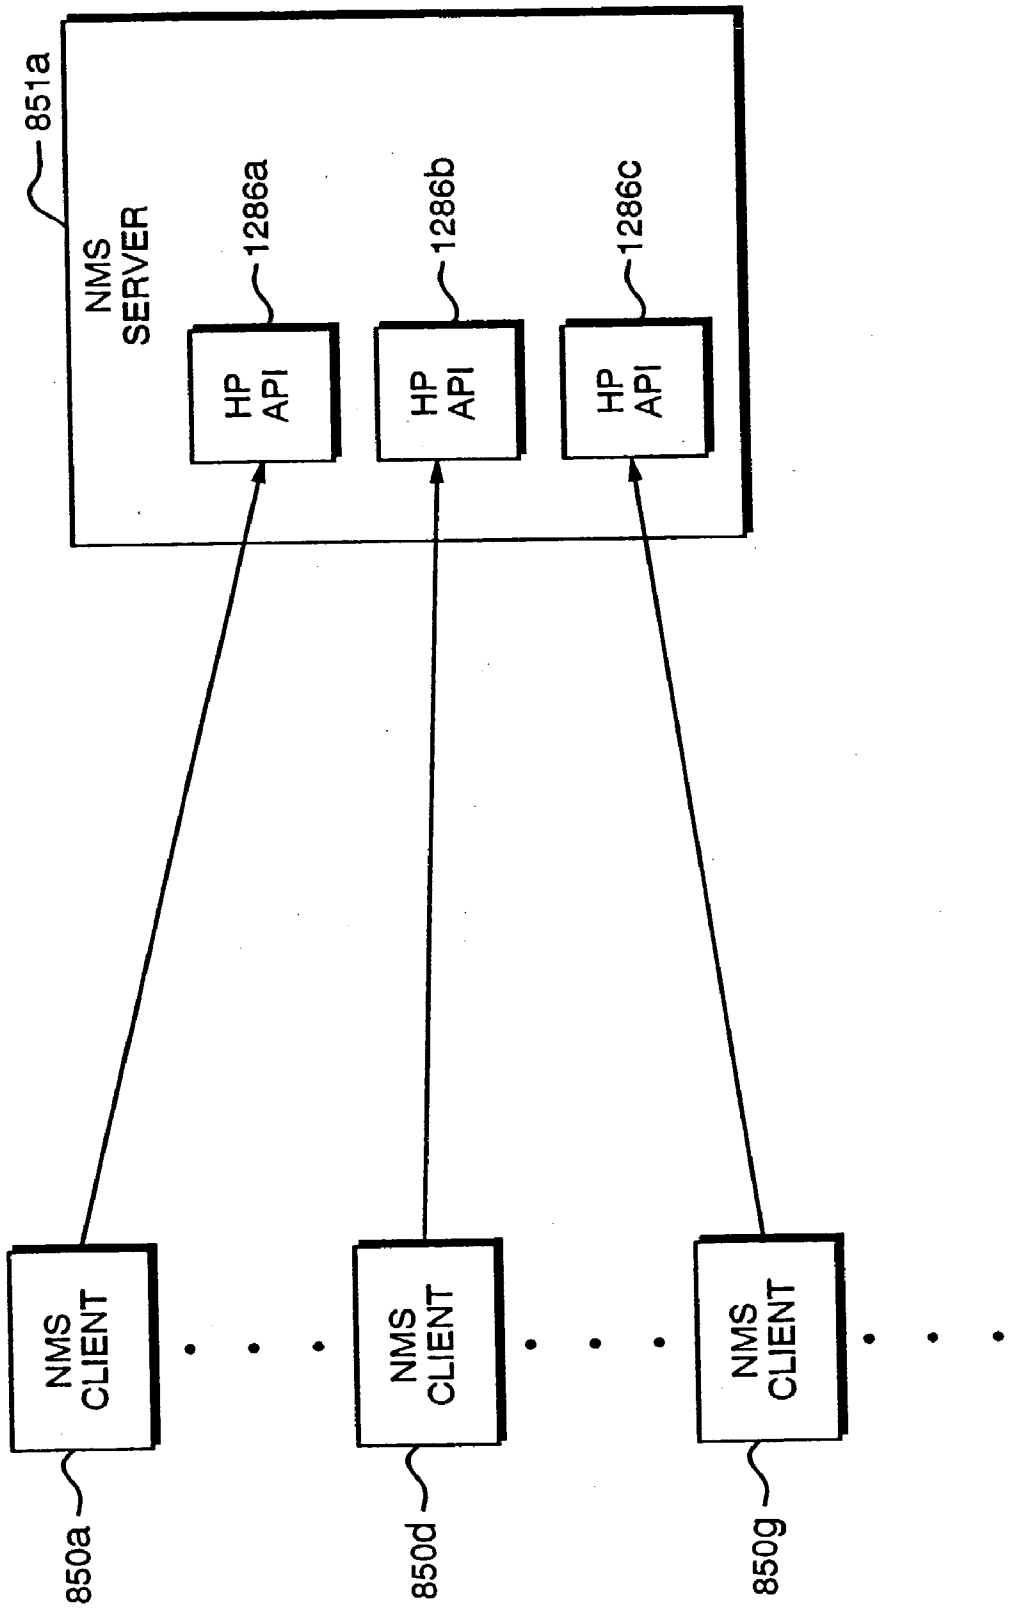 851a
NMS
SERVER
850a
NMS
CLIENT
HP
API
1286a
850d
NMS
CLIENT
HP
API
1286b
850g
NMS
CLIENT
HP
API
1286c